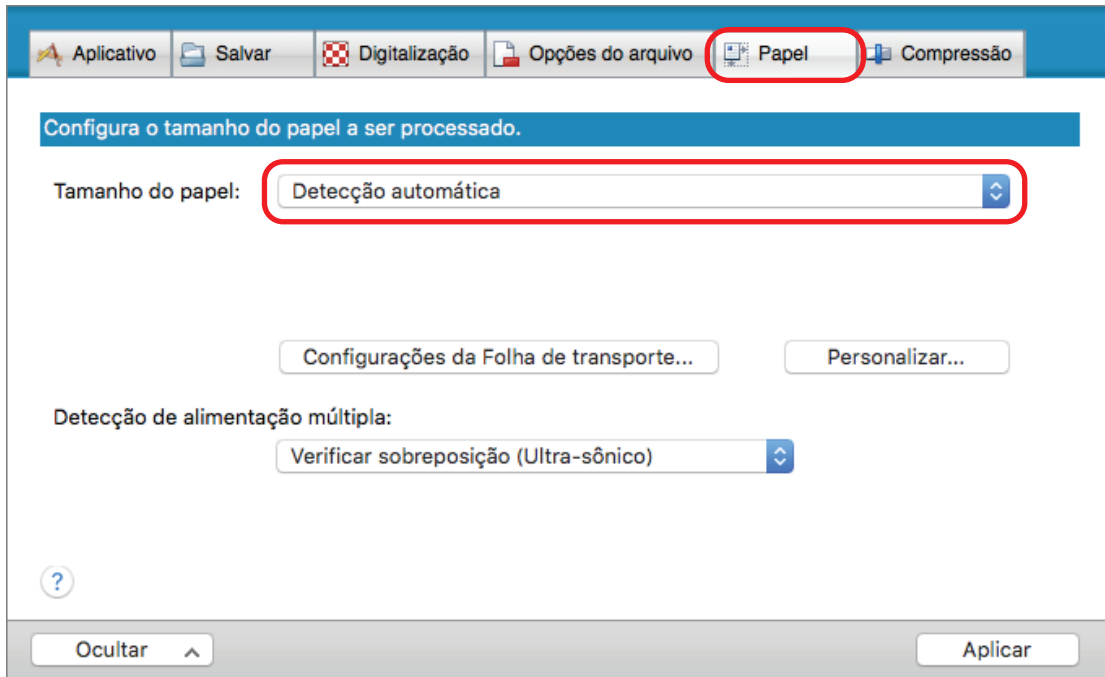 Aplicativo Salvar Digitalização Opções do arquivo Papel Compressão
Configura o tamanho do papel a ser processado.
Tamanho do papel: Detecção automática
Configurações da Folha de transporte... Personalizar...
Detecção de alimentação múltipla:
Verificar sobreposição (Ultra-sônico)
?
Ocultar Aplicar